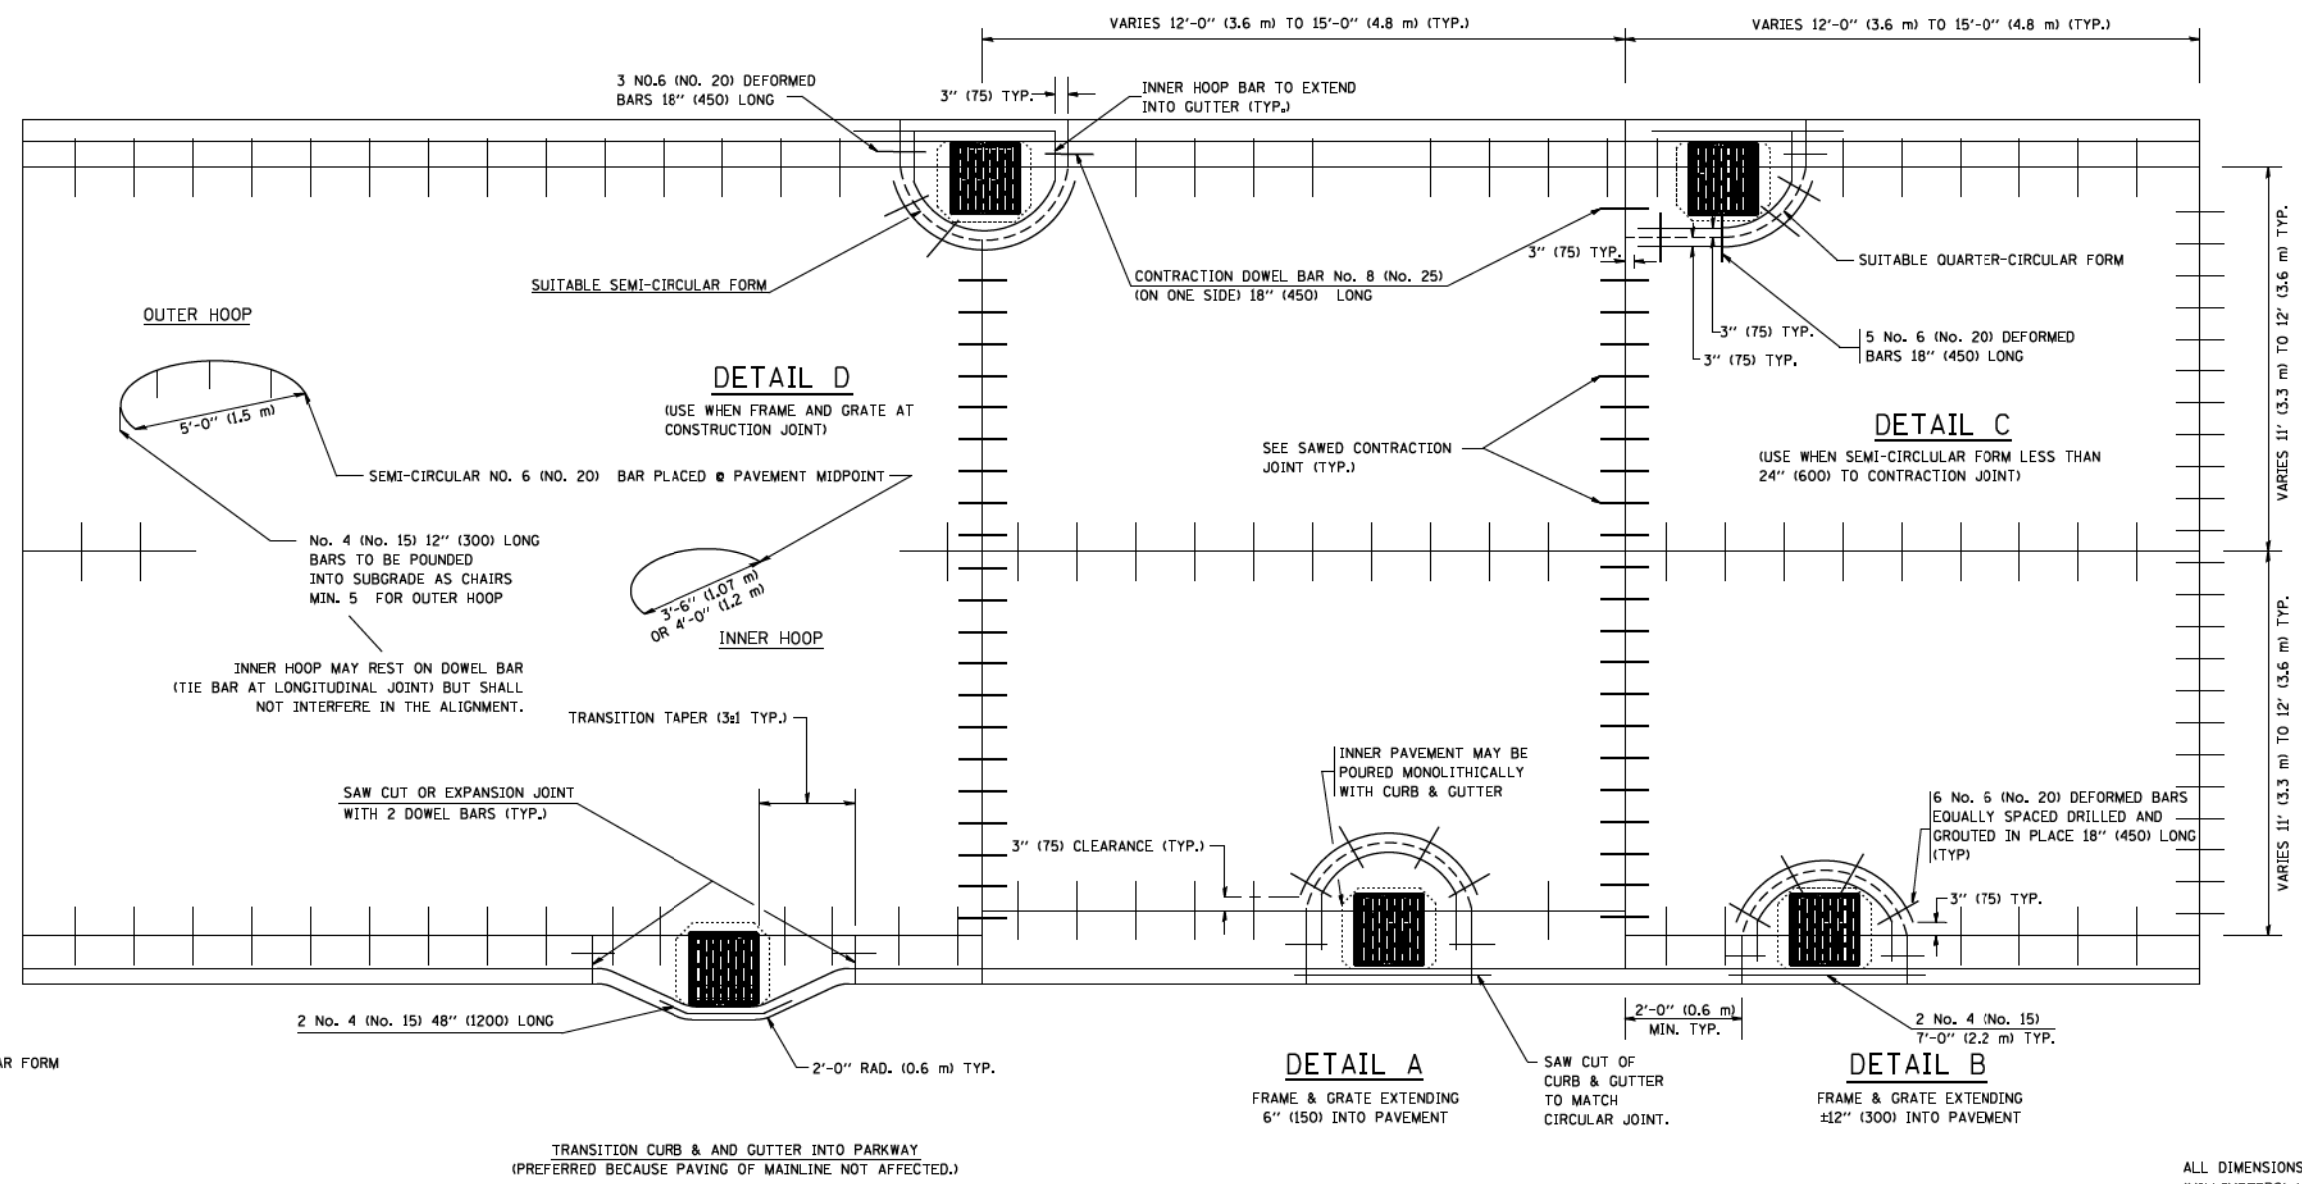 VARIES 12'-0" (3.6 m) TO 15'-0" (4.8 m) (TYP.)
VARIES 12'-0" (3.6 m) TO 15'-0" (4.8 m) (TYP.)
3 NO.6 (NO. 20) DEFORMED
BARS 18" (450) LONG
3" (75) TYP.
INNER HOOP BAR TO EXTEND
INTO GUTTER (TYP.)
SUITABLE SEMI-CIRCULAR FORM
CONTRACTION DOWEL BAR No. 8 (No. 25)
(ON ONE SIDE) 18" (450) LONG
3" (75) TYP.
SUITABLE QUARTER-CIRCULAR FORM
3" (75) TYP.
3" (75) TYP.
5 No. 6 (No. 20) DEFORMED
BARS 18" (450) LONG
VARIES 11' (3.3 m) TO 12' (3.6 m) TYP.
OUTER HOOP
5'-0" (1.5 m)
DETAIL D
(USE WHEN FRAME AND GRATE AT
CONSTRUCTION JOINT)
DETAIL C
(USE WHEN SEMI-CIRCLULAR FORM LESS THAN
24" (600) TO CONTRACTION JOINT)
SEE SAWED CONTRACTION
JOINT (TYP.)
SEMI-CIRCULAR NO. 6 (NO. 20) BAR PLACED @ PAVEMENT MIDPOINT
No. 4 (No. 15) 12" (300) LONG
BARS TO BE POUNDED
INTO SUBGRADE AS CHAIRS
MIN. 5 FOR OUTER HOOP
3'-6" (1.07 m)
OR 4'-0" (1.2 m)
INNER HOOP
INNER HOOP MAY REST ON DOWEL BAR
(TIE BAR AT LONGITUDINAL JOINT) BUT SHALL
NOT INTERFERE IN THE ALIGNMENT.
VARIES 11' (3.3 m) TO 12' (3.6 m) TYP.
TRANSITION TAPER (3:1 TYP.)
SAW CUT OR EXPANSION JOINT
WITH 2 DOWEL BARS (TYP.)
INNER PAVEMENT MAY BE
POURED MONOLITHICALLY
WITH CURB & GUTTER
3" (75) CLEARANCE (TYP.)
6 No. 6 (No. 20) DEFORMED BARS
EQUALLY SPACED DRILLED AND
GROUTED IN PLACE 18" (450) LONG
(TYP)
3" (75) TYP.
2 No. 4 (No. 15) 48" (1200) LONG
2'-0" RAD. (0.6 m) TYP.
2'-0" (0.6 m)
MIN. TYP.
2 No. 4 (No. 15)
7'-0" (2.2 m) TYP.
AR FORM
DETAIL A
FRAME & GRATE EXTENDING
6" (150) INTO PAVEMENT
SAW CUT OF
CURB & GUTTER
TO MATCH
CIRCULAR JOINT.
DETAIL B
FRAME & GRATE EXTENDING
±12" (300) INTO PAVEMENT
TRANSITION CURB & AND GUTTER INTO PARKWAY
(PREFERRED BECAUSE PAVING OF MAINLINE NOT AFFECTED.)
ALL DIMENSIONS